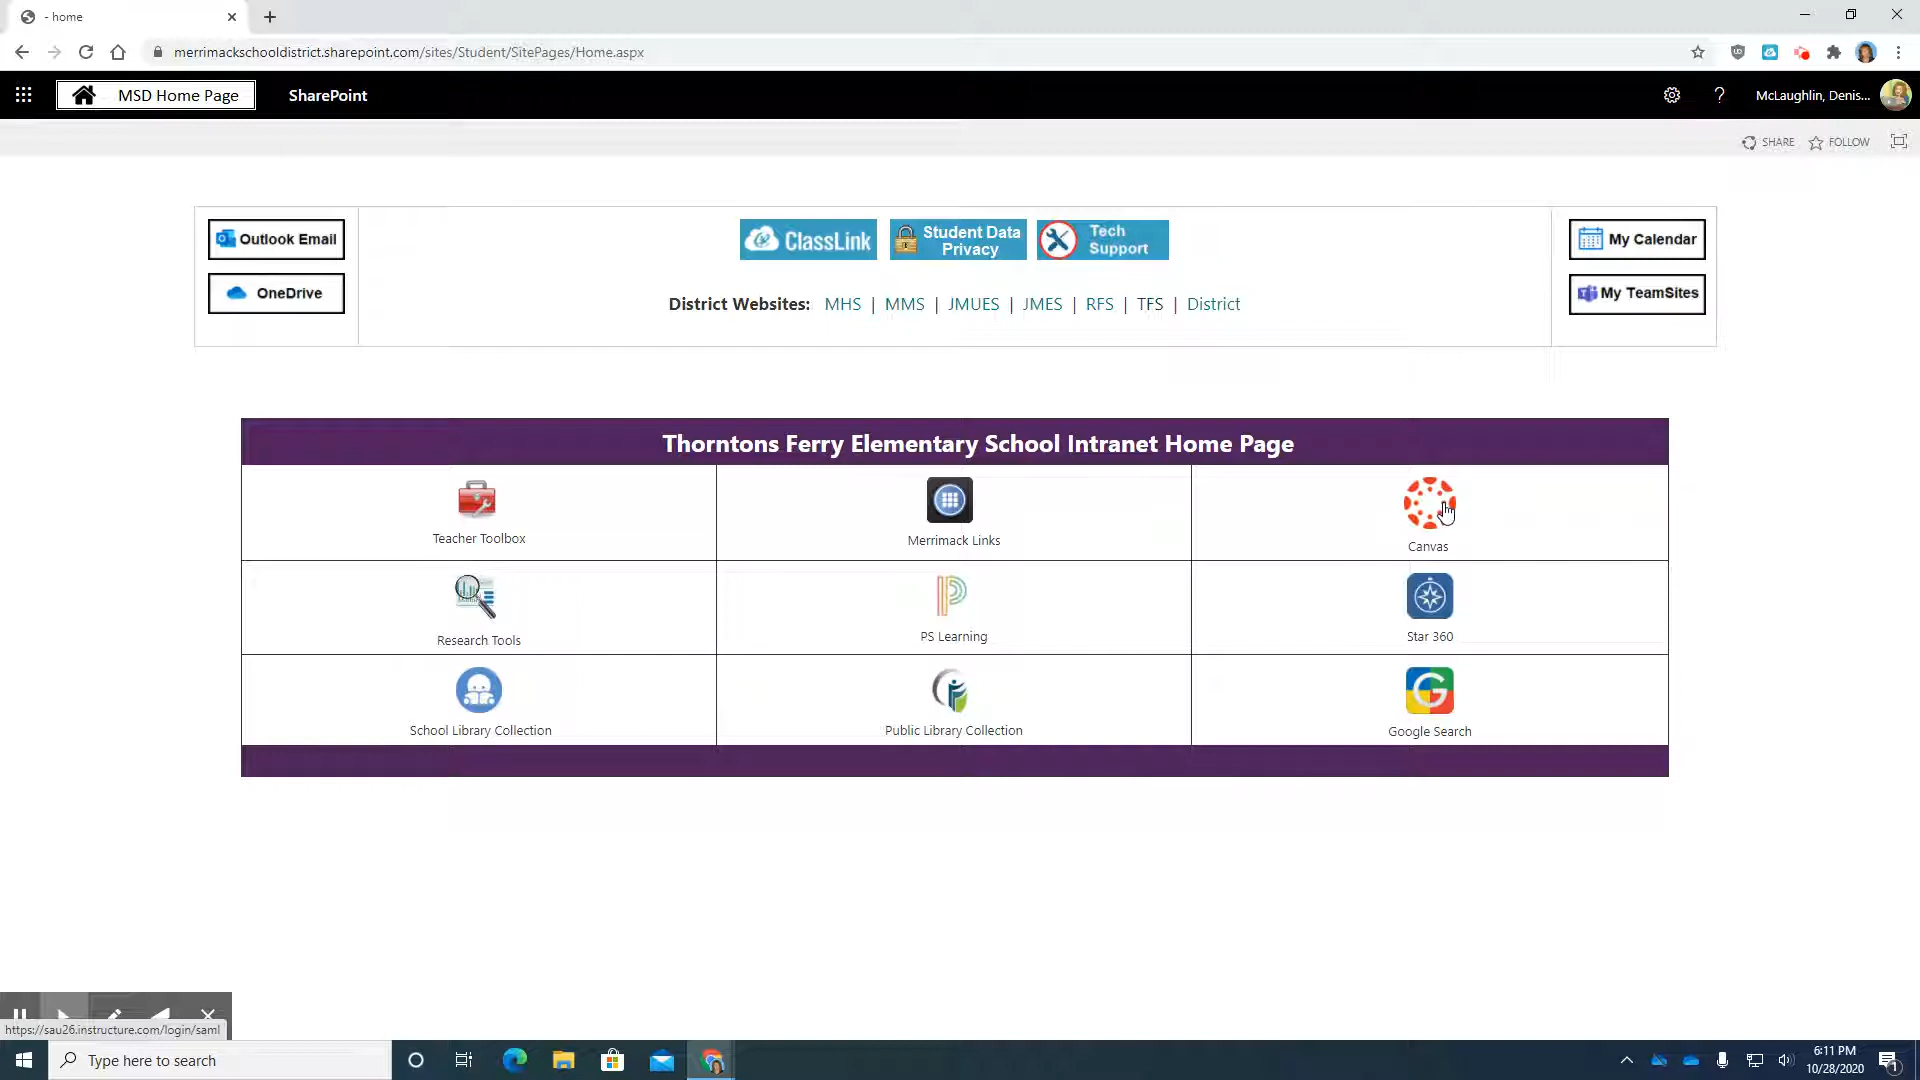 - home
merrimackschooldistrict.sharepoint.com/sites/Student/SitePages/Home.aspx
MSD Home Page
SharePoint
McLaughlin, Denis...
SHARE
FOLLOW
Outlook Email
OneDrive
ClassLink
Student Data
Privacy
Tech
Support
My Calendar
My TeamSites
District Websites: MHS | MMS | JMUES | JMES | RFS | TFS | District
Thorntons Ferry Elementary School Intranet Home Page
Teacher Toolbox
Merrimack Links
Canvas
Research Tools
PS Learning
Star 360
School Library Collection
Public Library Collection
Google Search
https://sau26.instructure.com/login/saml
Type here to search
6:11 PM
10/28/2020
1